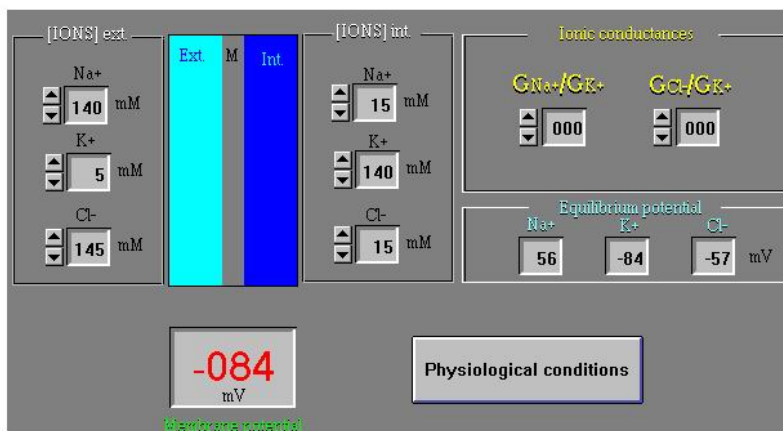 [IONS] ext.
Na+
140 mM
K+
5 mM
Cl-
145 mM
Ext. M Int.
[IONS] int.
Na+
15 mM
K+
140 mM
Cl-
15 mM
Ionic conductances
GNa+/GK+ GCl-/GK+
000 000
Equilibrium potential
Na+ K+ Cl-
56 -84 -57 mV
-084
mV
Membrane potential
Physiological conditions